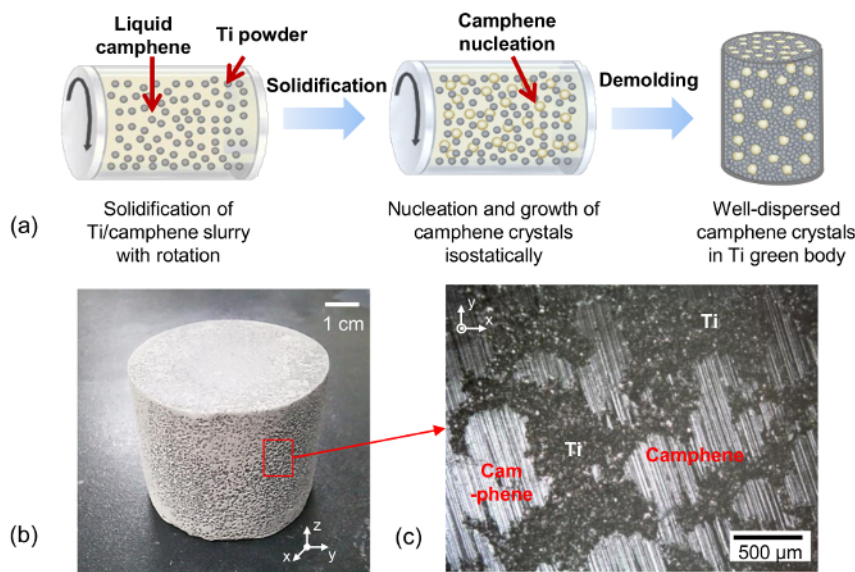 Liquid
camphene
Ti powder
Solidification
Camphene
nucleation
Demolding
(a)
Solidification of
Ti/camphene slurry
with rotation
Nucleation and growth of
camphene crystals
isostatically
Well-dispersed
camphene crystals
in Ti green body
1 cm
(b)
z
x
y
y
x
Ti
Ti
Cam
-phene
Camphene
(c)
500 µm